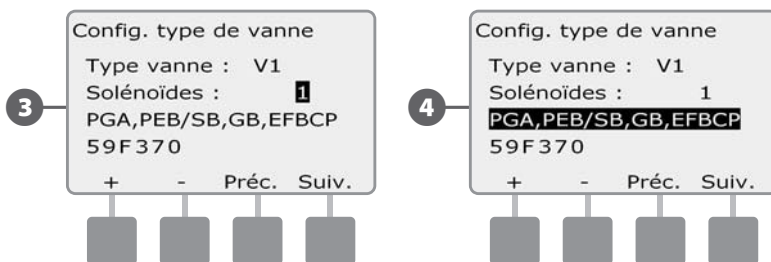 3
Config. type de vanne
Type vanne : V1
Solénoïdes : 1
PGA,PEB/SB,GB,EFBCP
59F370
+ - Préc. Suiv.
4
Config. type de vanne
Type vanne : V1
Solénoïdes : 1
PGA,PEB/SB,GB,EFBCP
59F370
+ - Préc. Suiv.